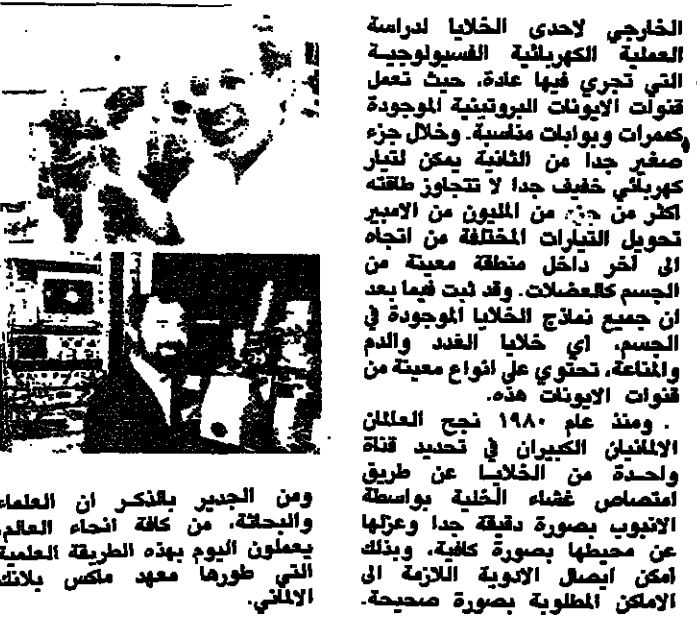 الخارجي لاحدى الخلايا لدراسة
العملية الكهربائية الفسيولوجية
التي تجري فيها عادة، حيث تعمل
قنوات الايونات البروتينية الموجودة
كممرات وبوابات مناسبة. وخلال جزء
صغير جدا من الثانية يمكن لتيار
كهربائي خفيف جدا لا تتجاوز طاقته
اكثر من جزء من المليون من الامبير
تحويل التيارات المختلفة من اتجاه
الى آخر داخل منطقة معينة من
الجسم كالعضلات. وقد ثبت فيما بعد
ان جميع نماذج الخلايا الموجودة في
الجسم، اي خلايا الغدد والدم
والمناعة، تحتوي على انواع معينة من
قنوات الايونات هذه.
. ومنذ عام ١٩٨٠ نجح العالمان
الالمانيان الكبيران في تحديد قناة
واحدة من الخلايا عن طريق
امتصاص غشاء الخلية بواسطة
الانبوب بصورة دقيقة جدا وعزلها
عن محيطها بصورة كافية، وبذلك
امكن ايصال الادوية اللازمة الى
الاماكن المطلوبة بصورة صحيحة.
ومن الجدير بالذكر ان العلماء
والبحاثة، من كافة انحاء العالم،
يعملون اليوم بهذه الطريقة العلمية
التي طورها معهد ماكس بلانك
الالماني.